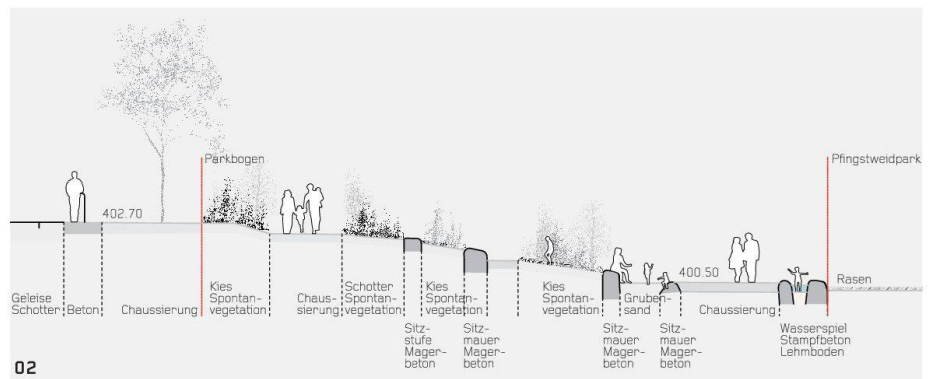 Parkbogen
Pfingstweidpark
402.70
400.50
Rasen
Geleise
Schotter
Beton
Chaussierung
Kies
Spontan-
vegetation
Chaus-
sierung
Schotter
Spontan-
vegetation
Kies
Spontan-
vegetation
Kies
Spontan-
vegetation
Gruben-
sand
Chaussierung
Sitz-
stufe
Mager-
beton
Sitz-
mauer
Mager-
beton
Sitz-
mauer
Mager-
beton
Sitz-
mauer
Mager-
beton
Wasserspiel
Stampfbeton
Lehmboden
02